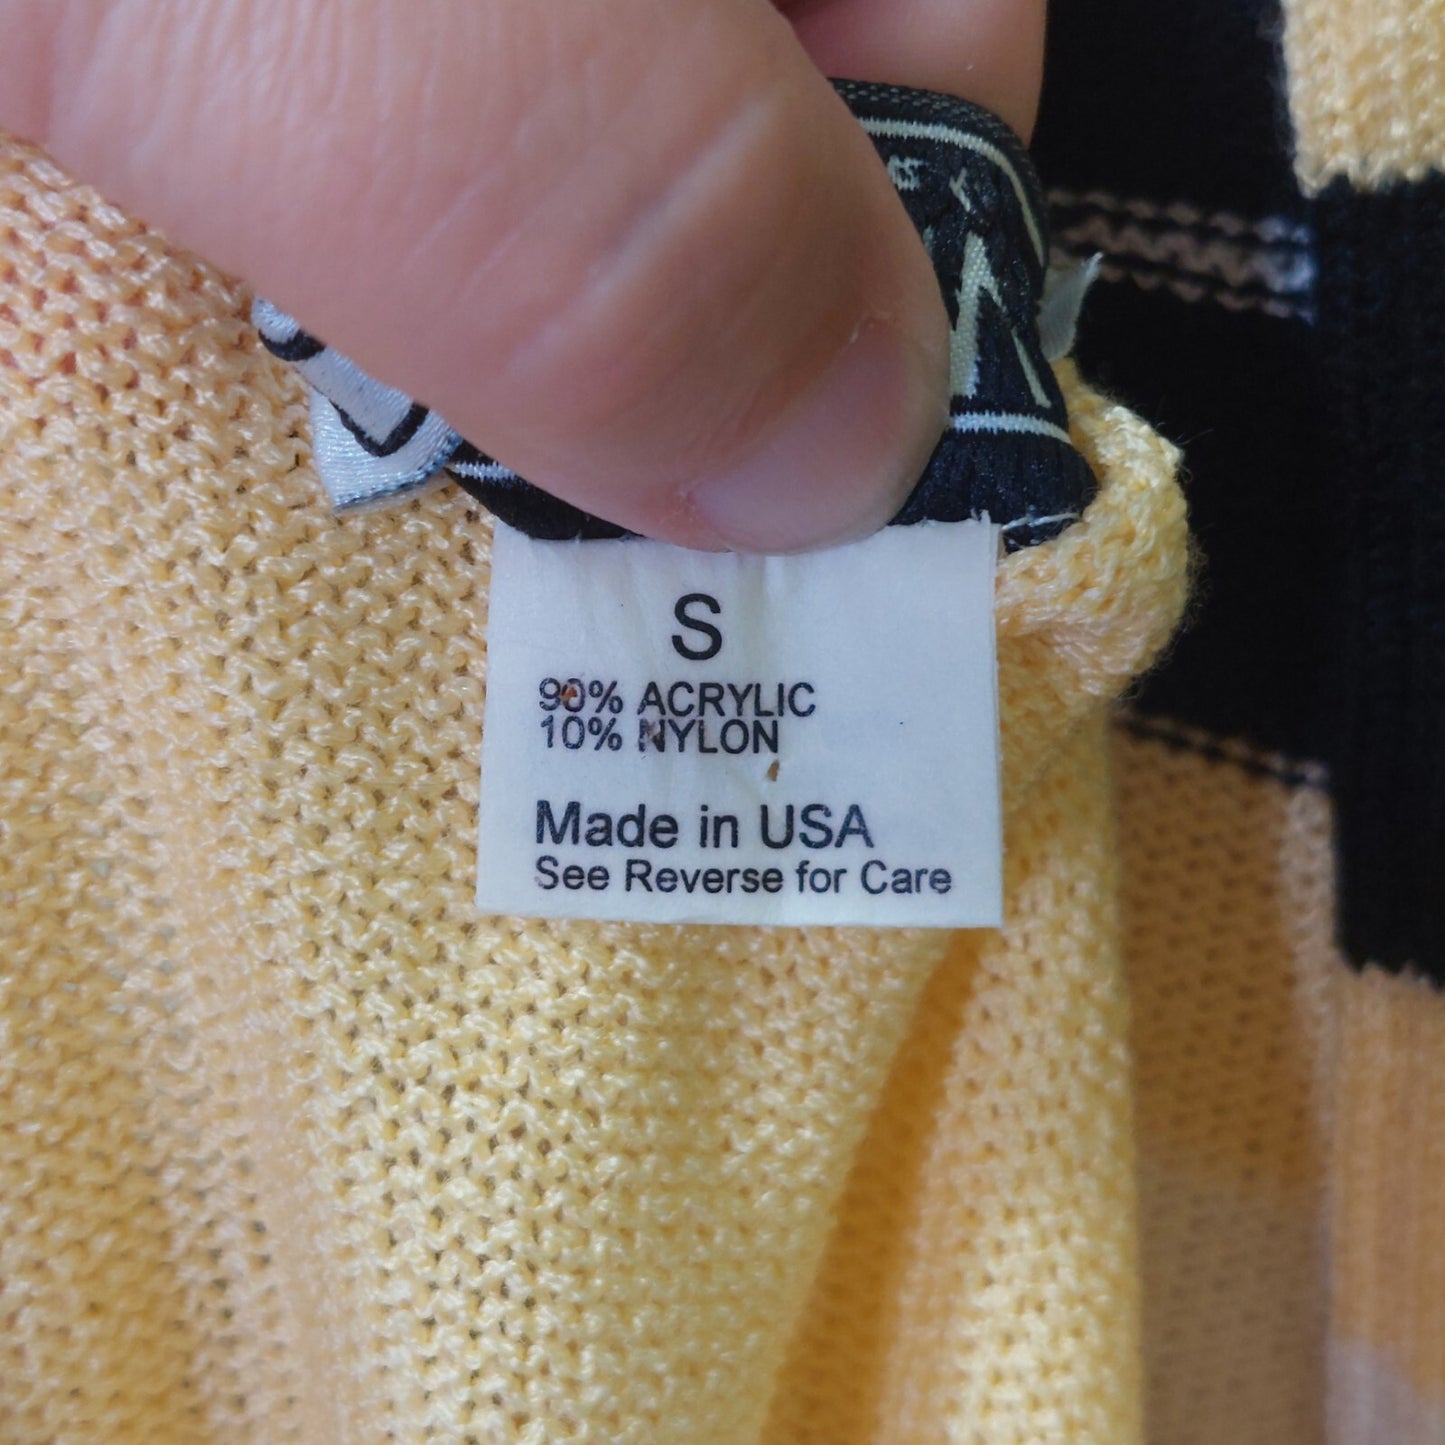 S
90% ACRYLIC
10% NYLON
Made in USA
See Reverse for Care